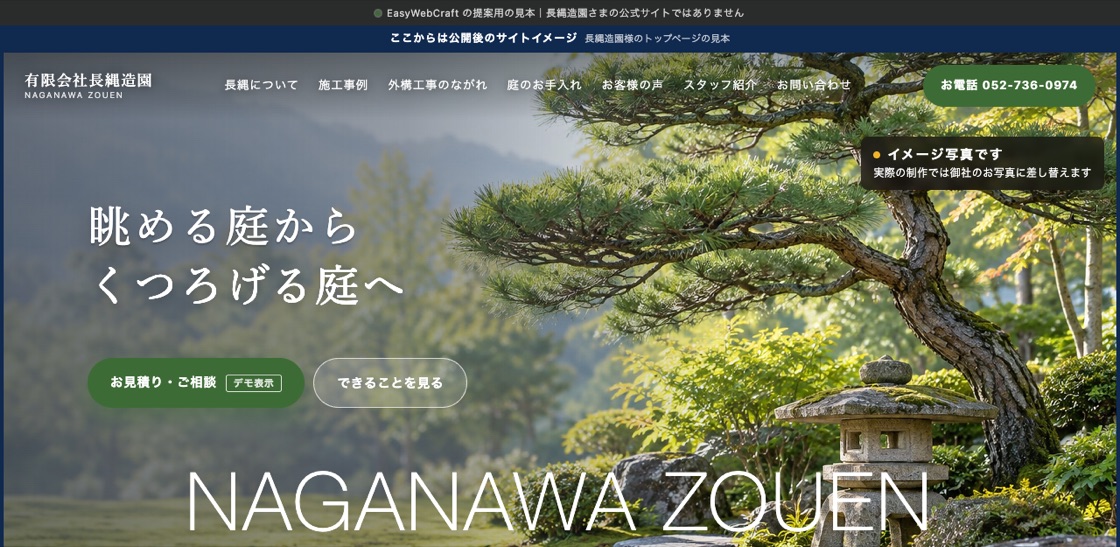 EasyWebCraft の提案用の見本｜長縄造園さまの公式サイトではありません
ここからは公開後のサイトイメージ 長縄造園様のトップページの見本
有限会社長縄造園
NAGANAWA ZOUEN
長縄について 施工事例 外構工事のながれ 庭のお手入れ お客様の声 スタッフ紹介 お問い合わせ
お電話 052-736-0974
イメージ写真です
実際の制作では御社のお写真に差し替えます
眺める庭から
くつろげる庭へ
お見積り・ご相談 デモ表示
できることを見る
NAGANAWA ZOUEN